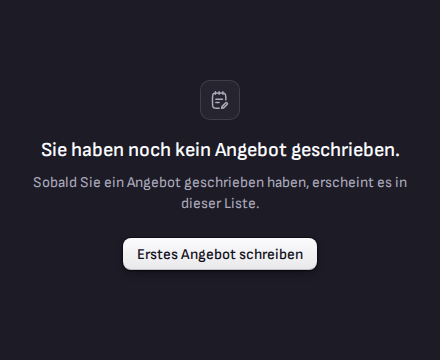 Sie haben noch kein Angebot geschrieben.
Sobald Sie ein Angebot geschrieben haben, erscheint es in
dieser Liste.
Erstes Angebot schreiben